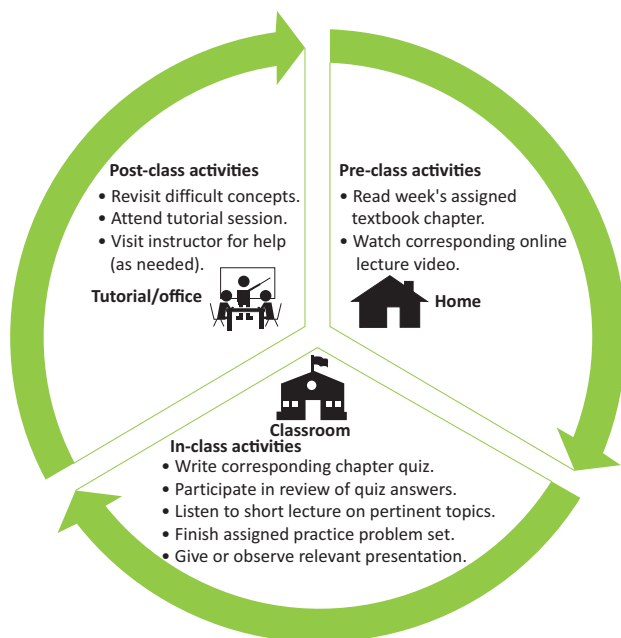 Post-class activities
• Revisit difficult concepts.
• Attend tutorial session.
• Visit instructor for help
(as needed).
Tutorial/office
Pre-class activities
• Read week's assigned
textbook chapter.
• Watch corresponding online
lecture video.
Home
Classroom
In-class activities
• Write corresponding chapter quiz.
• Participate in review of quiz answers.
• Listen to short lecture on pertinent topics.
• Finish assigned practice problem set.
• Give or observe relevant presentation.